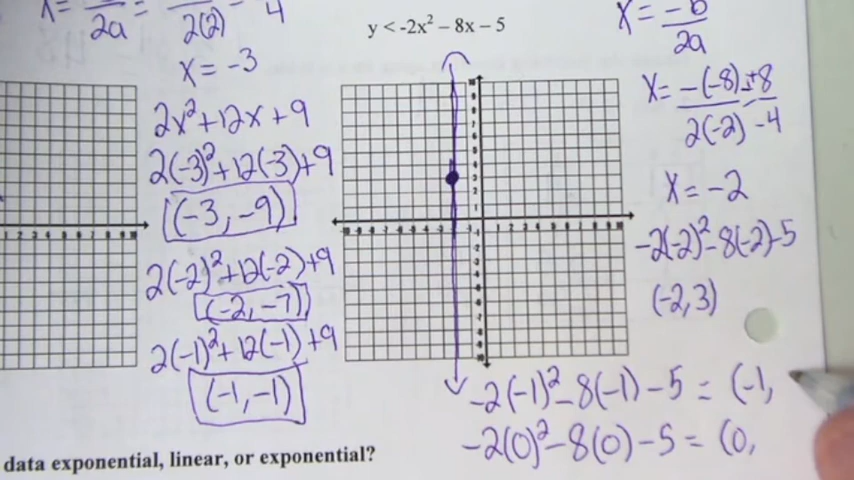 2a = 2(2) - 4
x = -3
2x² + 12x + 9
2(-3)² + 12(-3) + 9
(-3, -9)
2(-2)² + 12(-2) + 9
(-2, -7)
2(-1)² + 12(-1) + 9
(-1, -1)
data exponential, linear, or exponential?
y < -2x² – 8x – 5
x = -b
2a
x = -(-8) = +8
2(-2) -4
x = -2
-2(-2)² - 8(-2) - 5
(-2, 3)
-2(-1)² - 8(-1) - 5 = (-1,
-2(0)² - 8(0) - 5 = (0,